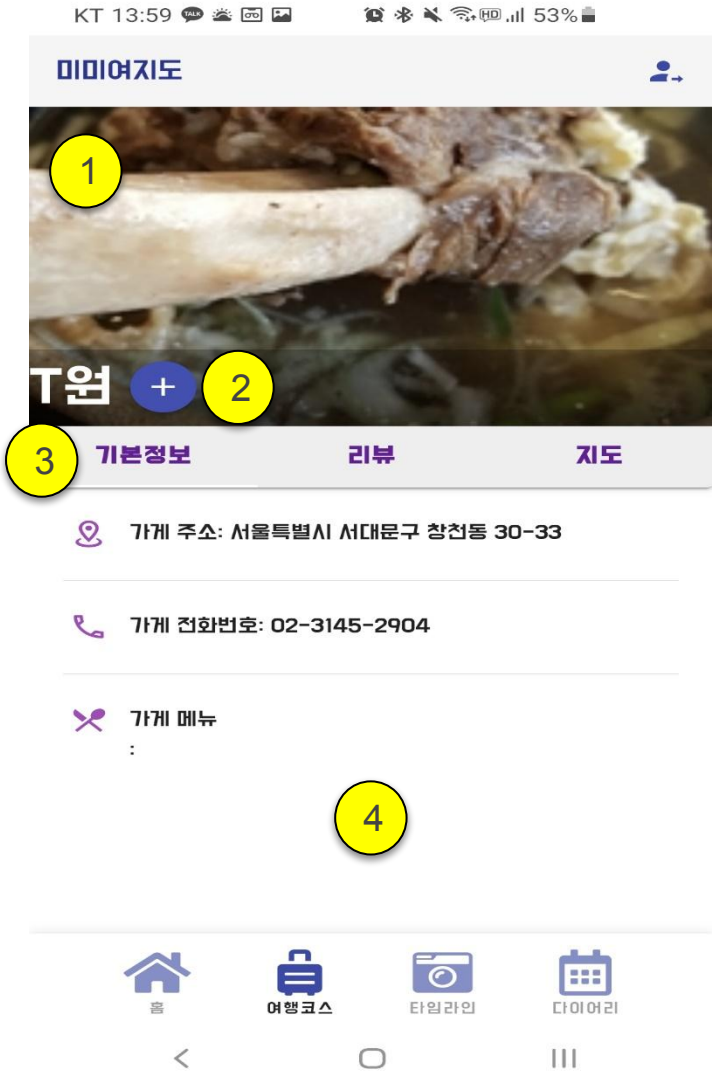 KT 13:59 TALK HD 53%
미미여지도
1
T원 + 2
3 기본정보 리뷰 지도
가게 주소: 서울특별시 서대문구 창천동 30-33
가게 전화번호: 02-3145-2904
가게 메뉴
:
4
홈 여행코스 타임라인 다이어리